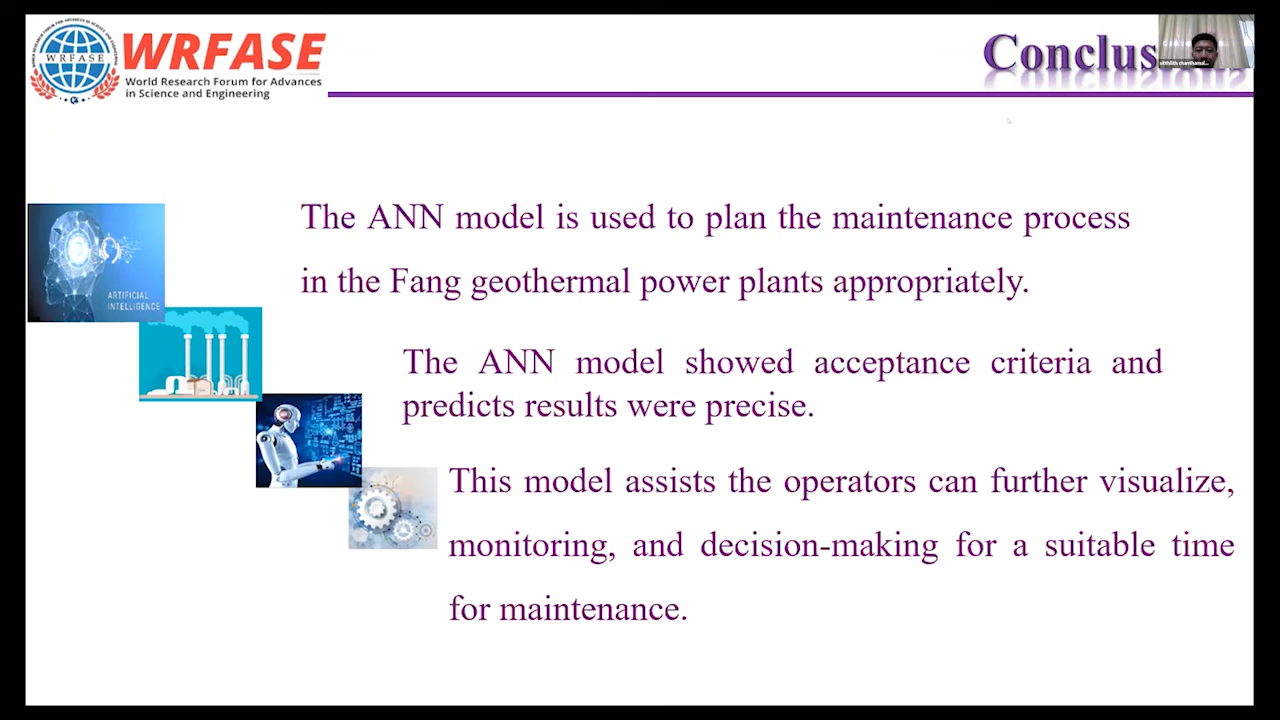 WRFASE
WRFASE
World Research Forum for Advances
in Science and Engineering
Conclus
ARTIFICIAL
INTELLIGENCE
The ANN model is used to plan the maintenance process
in the Fang geothermal power plants appropriately.
The ANN model showed acceptance criteria and
predicts results were precise.
This model assists the operators can further visualize,
monitoring, and decision-making for a suitable time
for maintenance.